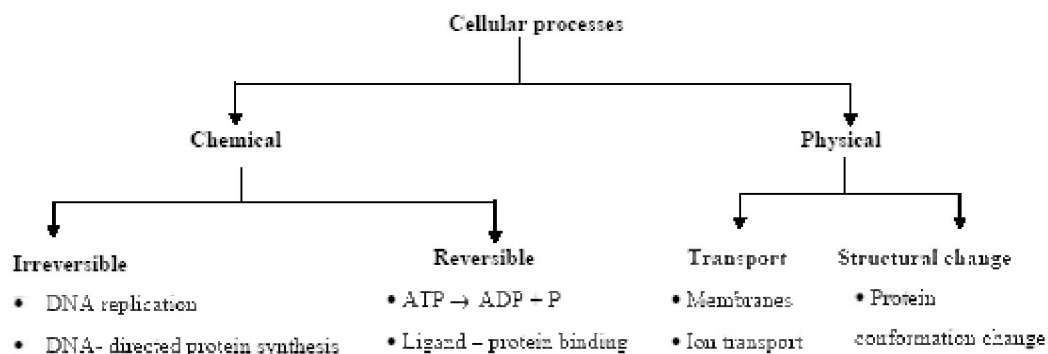 Cellular processes
Chemical
Physical
Irreversible
• DNA replication
• DNA- directed protein synthesis
Reversible
• ATP → ADP + P
• Ligand – protein binding
Transport
• Membranes
• Ion transport
Structural change
• Protein
conformation change